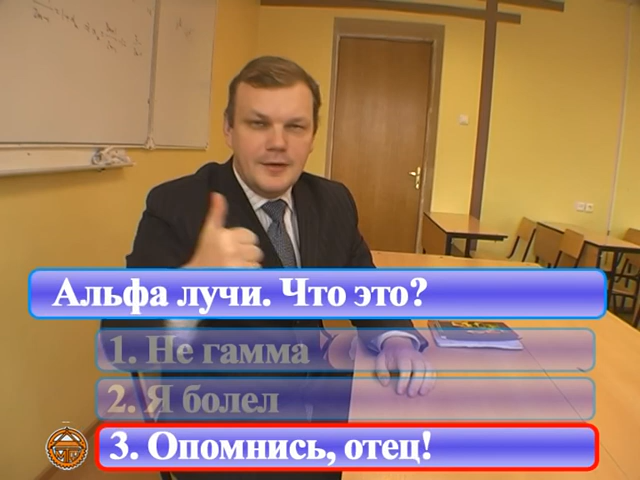 Альфа лучи. Что это?
1. Не гамма
2. Я болел
3. Опомнись, отец!